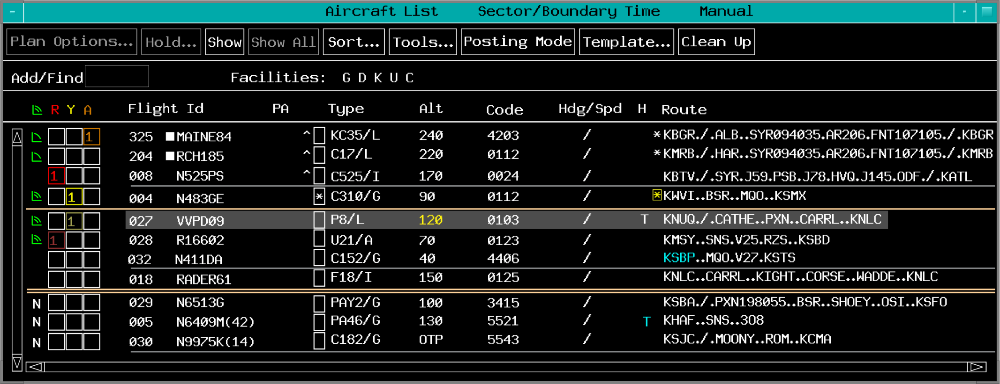 Aircraft List Sector/Boundary Time Manual
Plan Options... Hold... Show Show All Sort... Tools... Posting Mode Template... Clean Up
Add/Find Facilities: G D K U C
R Y A Flight Id PA Type Alt Code Hdg/Spd H Route
1 325 MAINE84 ^ KC35/L 240 4203 / *KBGR./.ALB..SYR094035.AR206.FNT107105./.KBGR
204 RCH185 ^ C17/L 220 0112 / *KMRB./.HAR..SYR094035.AR206.FNT107105./.KMRB
1 008 N525PS ^ C525/I 170 0024 / KBTV./.SYR.J59.PSB.J78.HVQ.J145.ODF./.KATL
1 004 N483GE * C310/G 90 0112 / *KWVI..BSR..MQO..KSMX
1 027 VVPD09 P8/L 120 0103 / T KNUQ./.CATHE..PXN..CARRL..KNLC
1 028 R16602 U21/A 70 0123 / KMSY..SNS.V25.RZS..KSBD
032 N411DA C152/G 40 4406 / KSBP..MQO.V27.KSTS
018 RADER61 F18/I 150 0125 / KNLC..CARRL..KIGHT..CORSE..WADDE..KNLC
N 029 N6513G PAY2/G 100 3415 / KSBA./.PXN198055..BSR..SHOEY..OSI..KSFO
N 005 N6409M(42) PA46/G 130 5521 / T KHAF..SNS..3O8
N 030 N9975K(14) C182/G OTP 5543 / KSJC./.MOONY..ROM..KCMA